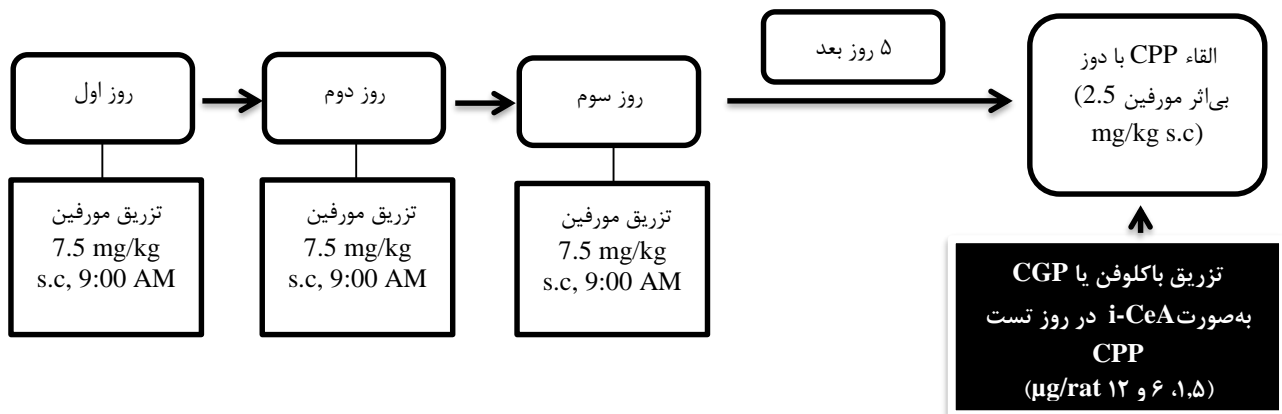 روز اول
روز دوم
روز سوم
۵ روز بعد
القاء CPP با دوز
بی‌اثر مورفین 2.5)
mg/kg s.c)
تزریق مورفین
7.5 mg/kg
s.c, 9:00 AM
تزریق مورفین
7.5 mg/kg
s.c, 9:00 AM
تزریق مورفین
7.5 mg/kg
s.c, 9:00 AM
تزریق باکلوفن یا CGP
به‌صورت i-CeA در روز تست
CPP
(۱,۵، ۶ و ۱۲ µg/rat)